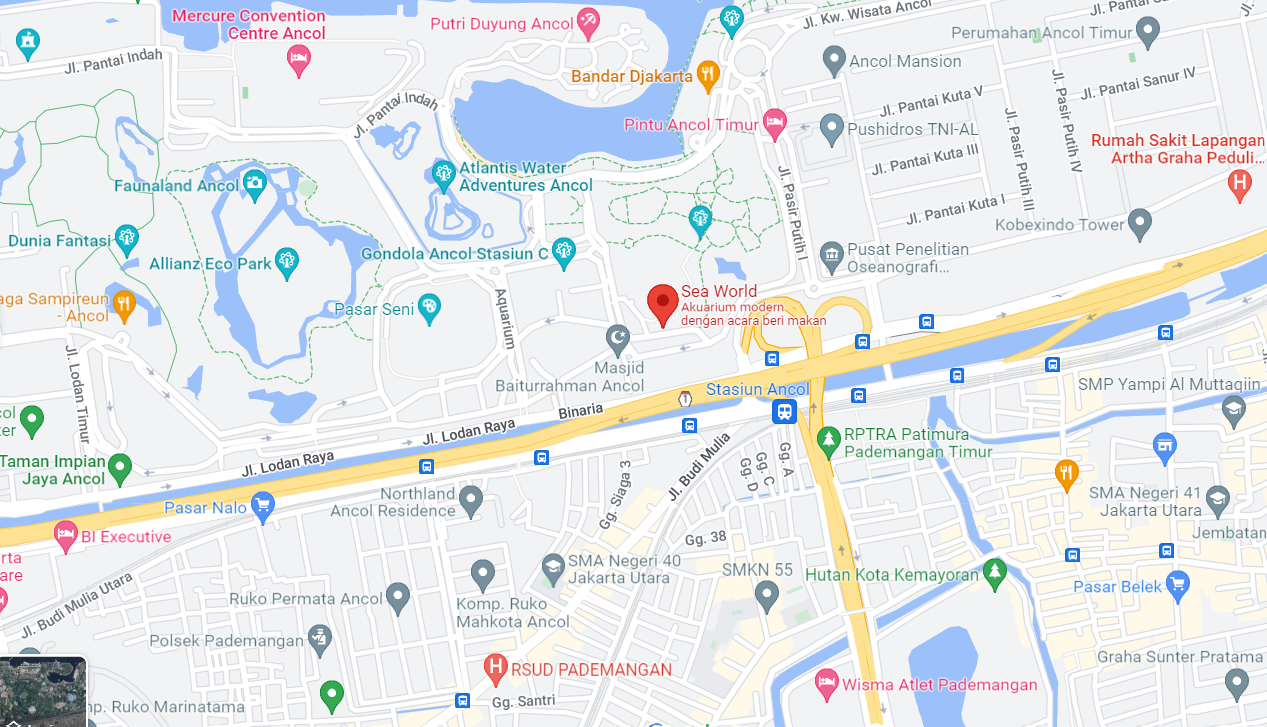 Mercure Convention
Centre Ancol
Putri Duyung Ancol
Jl. Kw. Wisata Ancol
Jl. Pantai Sa
Perumahan Ancol Timur
Jl. Pantai Indah
Ancol Mansion
Bandar Djakarta
Jl. Pantai Sanur IV
Jl. Pantai Indah
Jl. Pantai Kuta V
Jl. Pasir Putih III
Jl. Pasir Putih IV
Pintu Ancol Timur
Pushidros TNI-AL
Rumah Sakit Lapangan
Artha Graha Peduli...
Jl. Pantai Kuta III
Atlantis Water
Adventures Ancol
Faunaland Ancol
H
Jl. Pasir Putih I
Jl. Pantai Kuta I
Kobexindo Tower
Dunia Fantasi
Allianz Eco Park
Gondola Ancol Stasiun C
Pusat Penelitian
Oseanografi...
aga Sampireun
- Ancol
Pasar Seni
Aquarium
Sea World
Akuarium modern
dengan acara beri makan
Masjid
Baiturrahman Ancol
Jl. Lodan Timur
Stasiun Ancol
1
SMP Yampi Al Muttaqiin
Binaria
col
ter
Jl. Lodan Raya
Jl. Lodan Raya
RPTRA Patimura
Pademangan Timur
Taman Impian
Jaya Ancol
Jl. Budi Mulia
Gg. A
Gg. C
Gg. D
Gg. Siaga 3
Northland
Ancol Residence
SMA Negeri 41
Jakarta Utara
Pasar Nalo
BI Executive
Gg. 38
Jembatan
rta
are
SMA Negeri 40
Jakarta Utara
SMKN 55
Hutan Kota Kemayoran
Pasar Belek
Jl. Budi Mulia Utara
Ruko Permata Ancol
Komp. Ruko
Mahkota Ancol
Polsek Pademangan
Graha Sunter Pratama
H
RSUD PADEMANGAN
Wisma Atlet Pademangan
Gg. Santri
mp. Ruko Marinatama